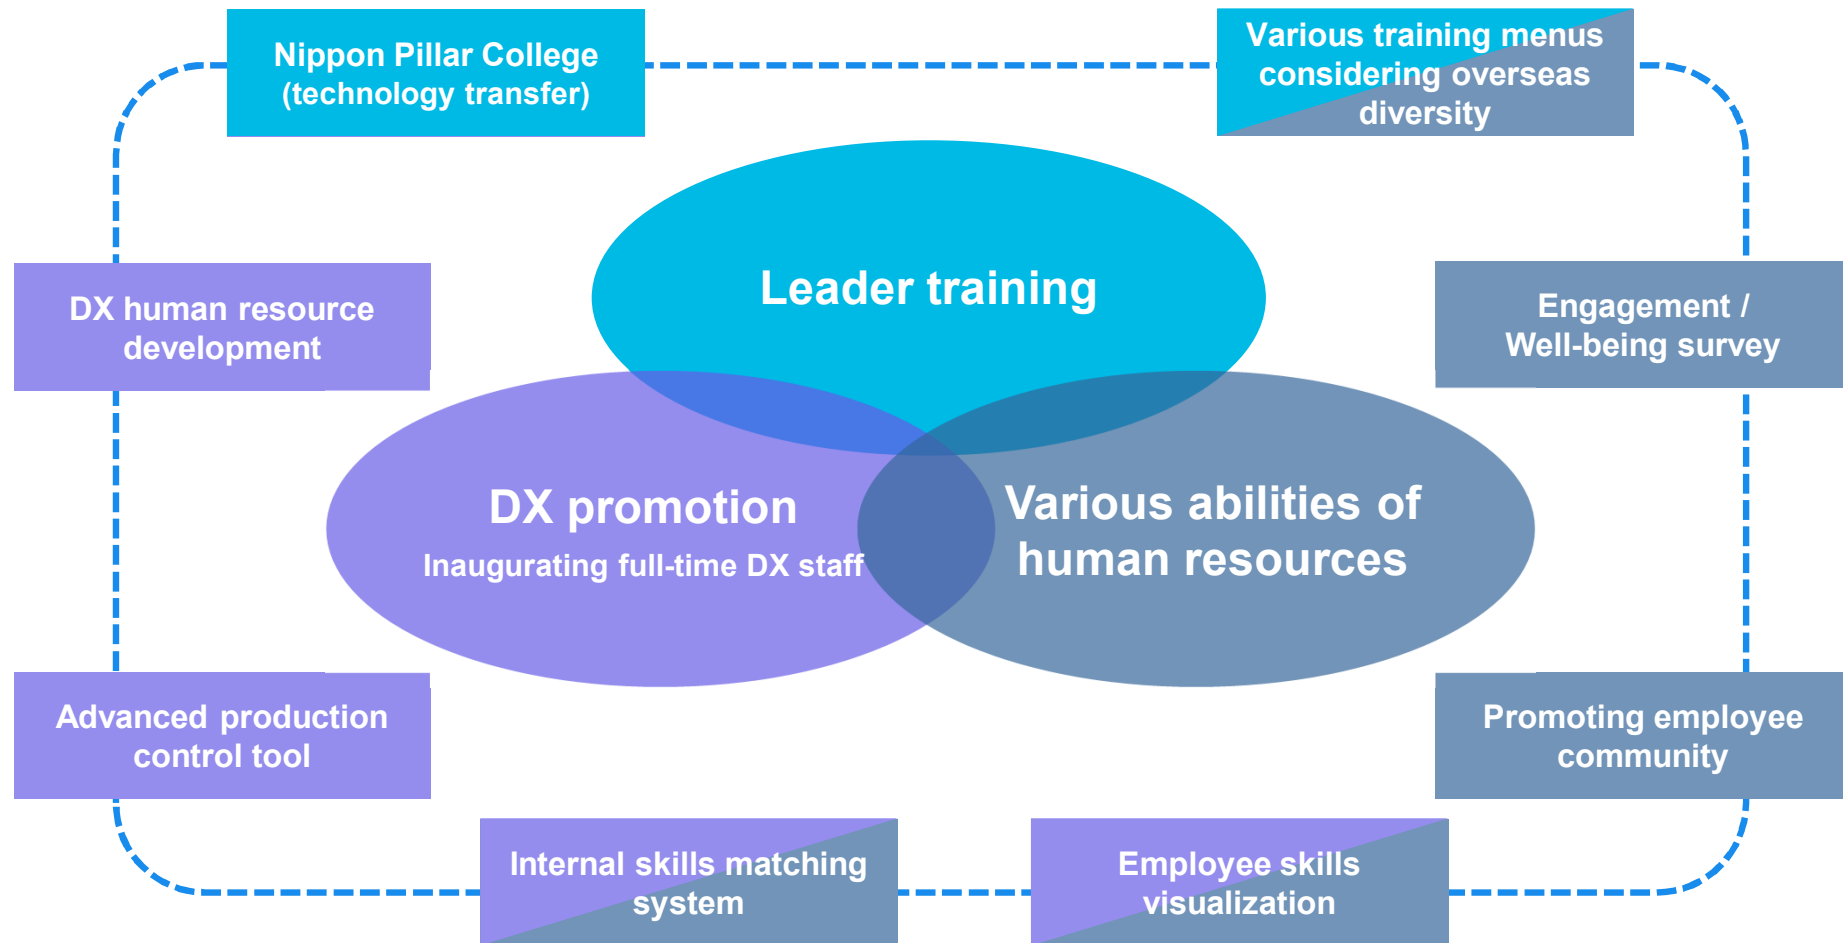 Nippon Pillar College
(technology transfer)
Various training menus
considering overseas
diversity
Leader training
DX human resource
development
Engagement /
Well-being survey
DX promotion
Inaugurating full-time DX staff
Various abilities of
human resources
Advanced production
control tool
Promoting employee
community
Internal skills matching
system
Employee skills
visualization